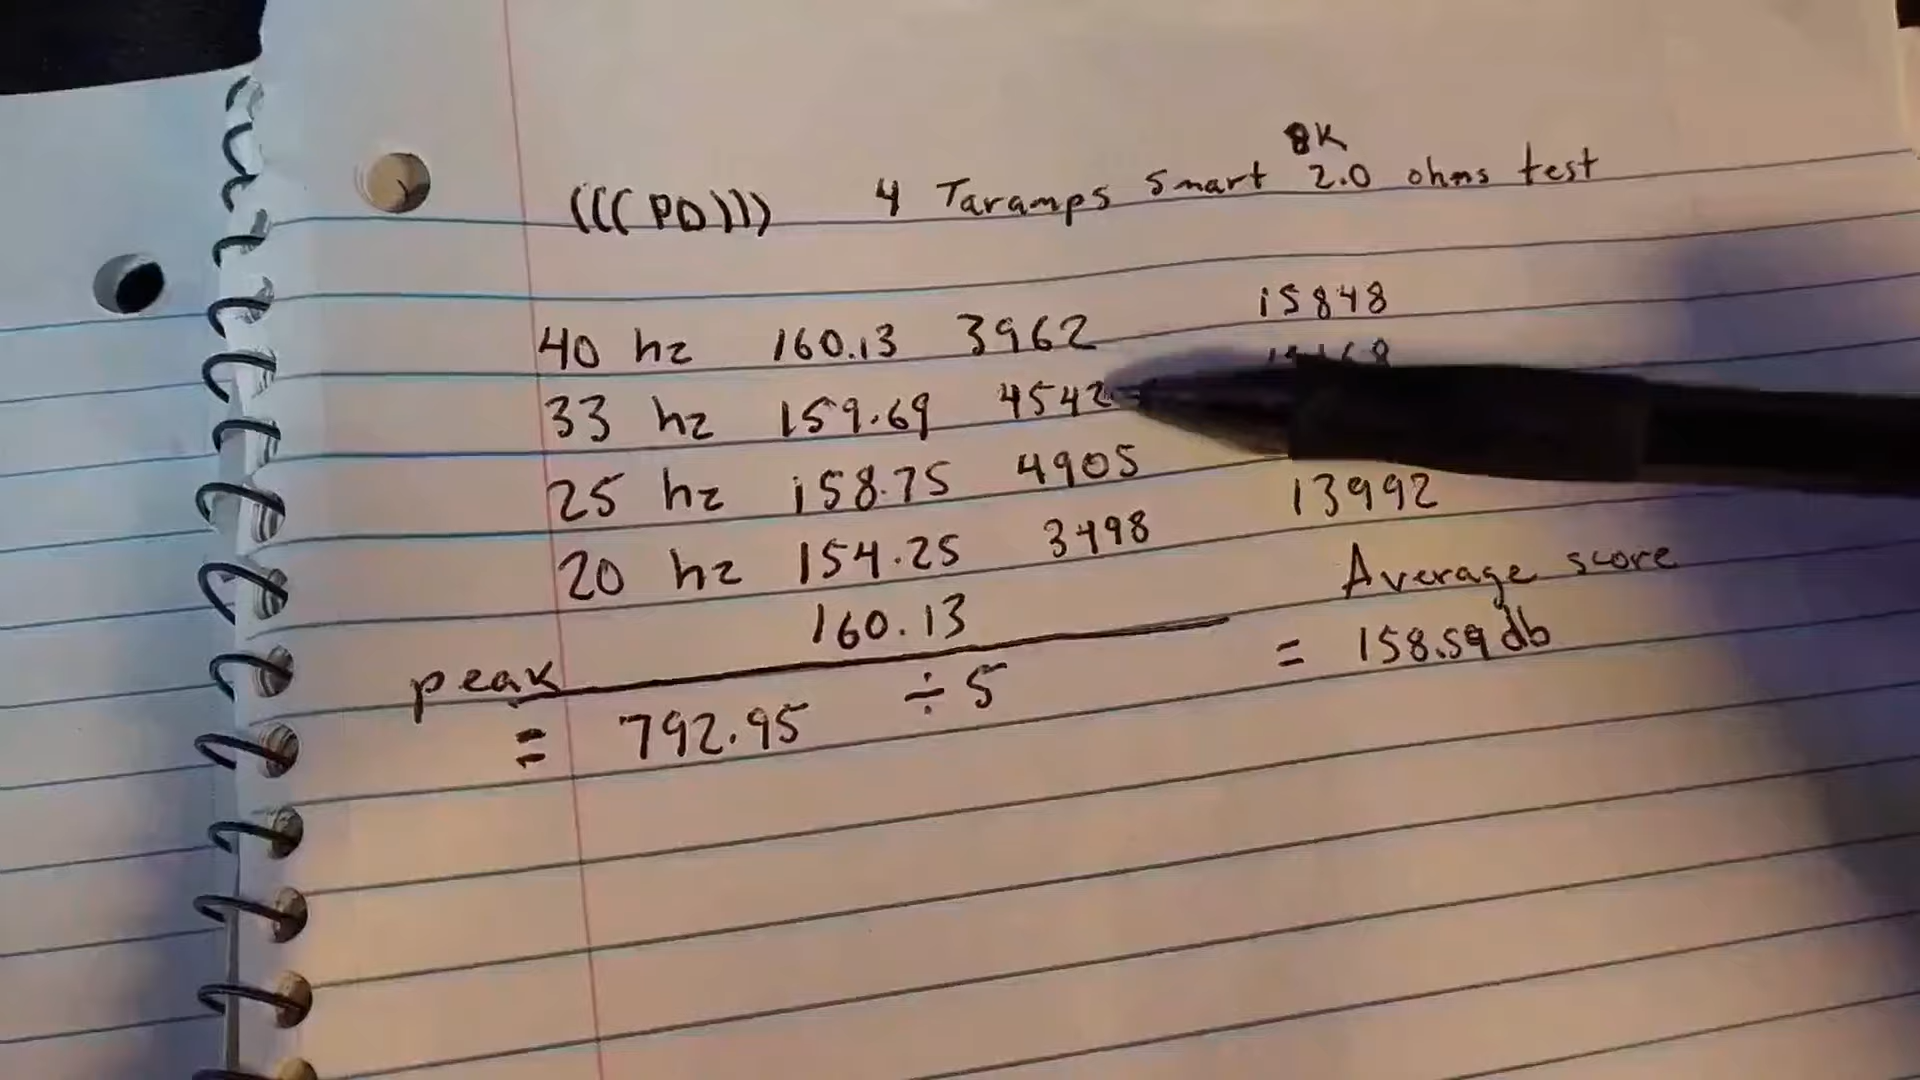 8K
(((PD))) 4 Taramps Smart 2.0 ohms test
40 hz 160.13 3962 15848
33 hz 159.69 4542
25 hz 158.75 4905
20 hz 154.25 3498 13992
160.13
peak
= 792.95 ÷ 5
Average score
= 158.59 db